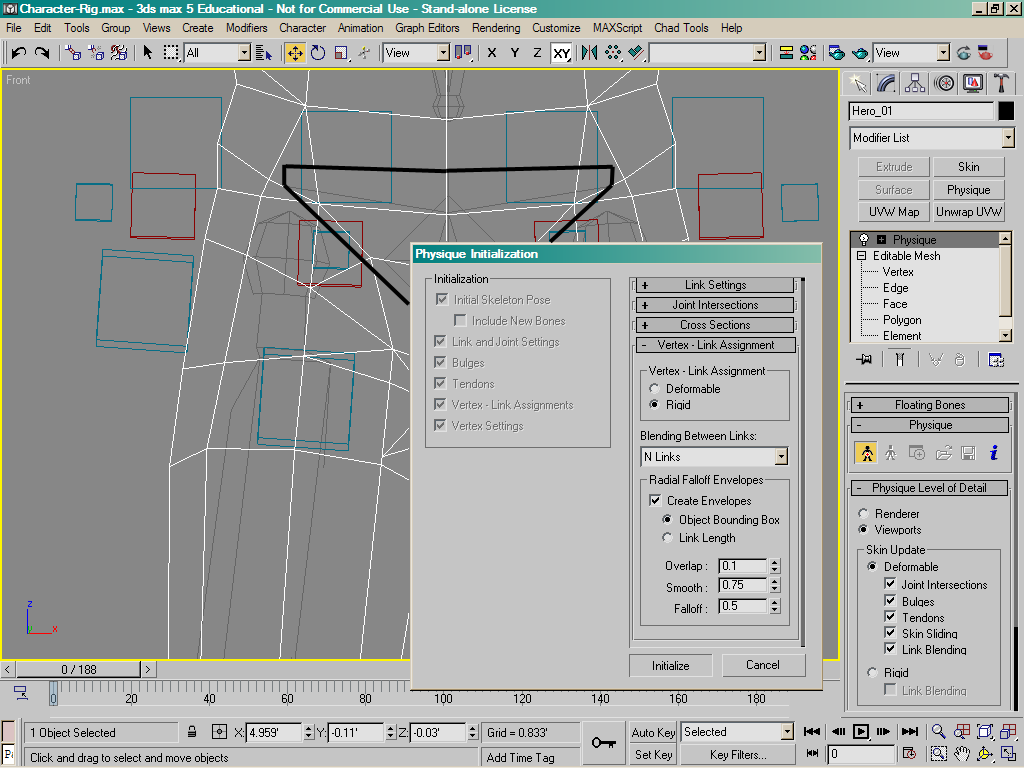 Character-Rig.max - 3ds max 5 Educational - Not for Commercial Use - Stand-alone License
File Edit Tools Group Views Create Modifiers Character Animation Graph Editors Rendering Customize MAXScript Chad Tools Help
All View X Y Z XY View
Front
Hero_01
Modifier List
Extrude Skin
Surface Physique
UVW Map Unwrap UVW
Physique
Editable Mesh
Vertex
Edge
Face
Polygon
Element
Physique Initialization
Initialization
Initial Skeleton Pose
Include New Bones
Link and Joint Settings
Bulges
Tendons
Vertex - Link Assignments
Vertex Settings
+ Link Settings
+ Joint Intersections
+ Cross Sections
- Vertex - Link Assignment
Vertex - Link Assignment
Deformable
Rigid
Blending Between Links:
N Links
Radial Falloff Envelopes
Create Envelopes
Object Bounding Box
Link Length
Overlap : 0.1
Smooth : 0.75
Falloff : 0.5
Initialize Cancel
+ Floating Bones
- Physique
- Physique Level of Detail
Renderer
Viewports
Skin Update
Deformable
Joint Intersections
Bulges
Tendons
Skin Sliding
Link Blending
Rigid
Link Blending
z
x
< 0 / 188 >
0 20 40 60 80 100 120 140 160 180
1 Object Selected X: 4.959' Y: -0.11' Z: -0.03' Grid = 0.833' Auto Key Selected
Click and drag to select and move objects Add Time Tag Set Key Key Filters... 0